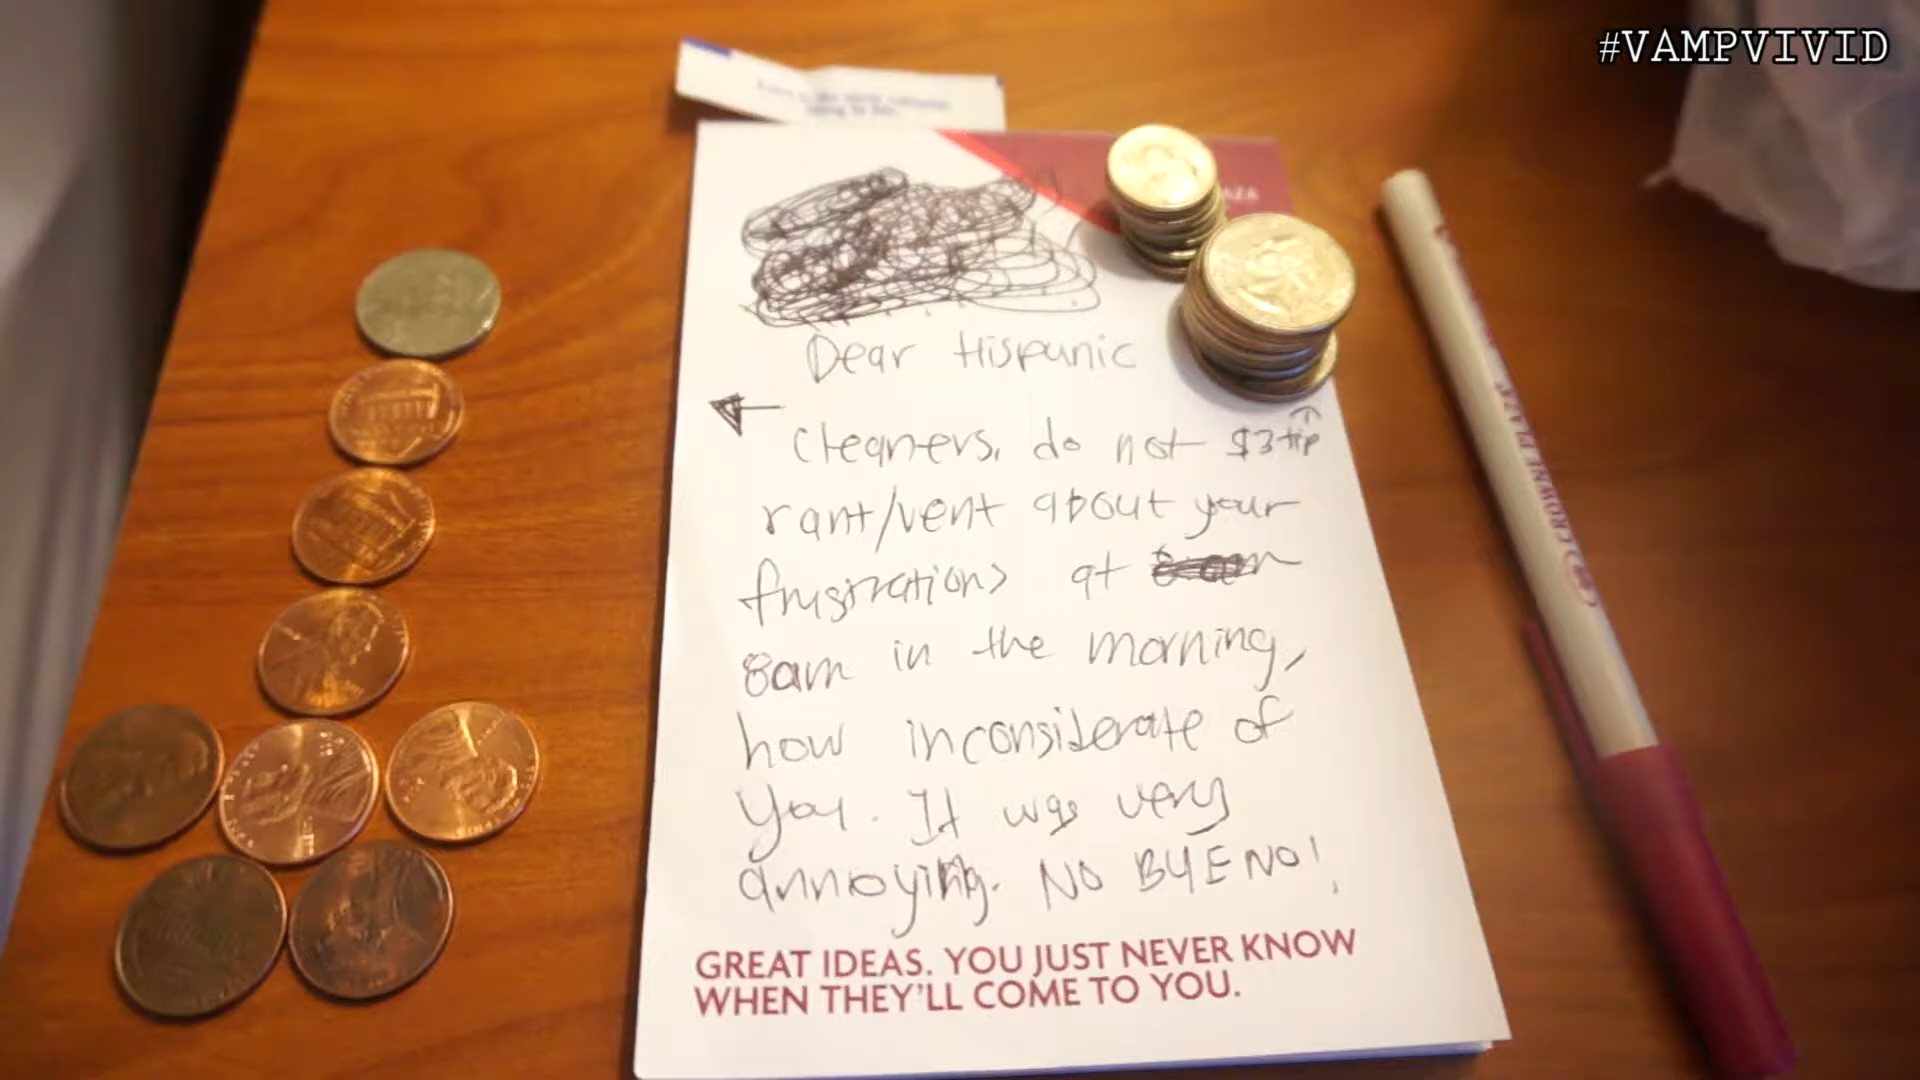 #VAMPVIVID
AZA
Dear Hispanic
Cleaners, do not
$3 tip
rant/vent about your
frustrations at
8am in the morning,
how inconsiderate of
you. It was very
annoying. NO BUENO!
GREAT IDEAS. YOU JUST NEVER KNOW
WHEN THEY'LL COME TO YOU.
CROWNE PLAZA